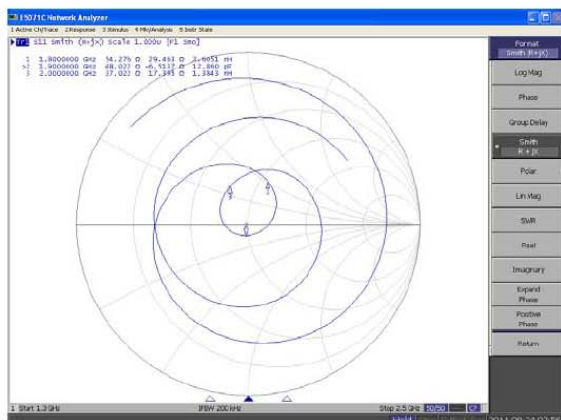 E5071C Network Analyzer
1 Active Ch/Trace 2 Response 3 Stimulus 4 Mkr/Analysis 5 Instr State
Tr1 S11 Smith (R+jX) Scale 1.000U [F1 Smo]
1 1.8000000 GHz 54.276 Ω 29.463 Ω 2.6051 nH
>2 1.9000000 GHz 48.022 Ω -6.5137 Ω 12.860 pF
3 2.0000000 GHz 37.022 Ω 17.395 Ω 1.3843 nH
Format
Smith (R+jX)
Log Mag
Phase
Group Delay
Smith
R + jX
Polar
Lin Mag
SWR
Real
Imaginary
Expand
Phase
Positive
Phase
Return
1 Start 1.3 GHz IFBW 200 kHz Stop 2.5 GHz